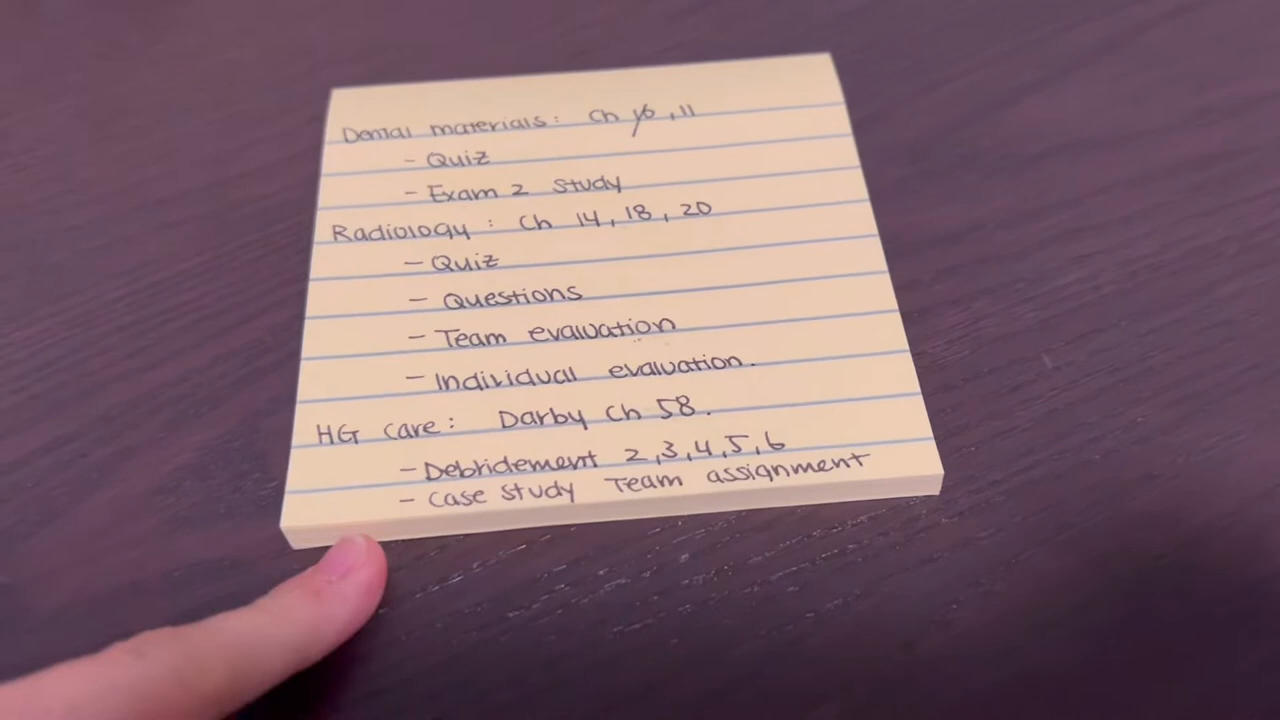 Dental materials: Ch 16, 11
- Quiz
- Exam 2 study
Radiology: Ch 14, 18, 20
- Quiz
- Questions
- Team evaluation
- Individual evaluation.
HG care: Darby Ch 58.
- Debridement 2,3,4,5,6
- Case study Team assignment